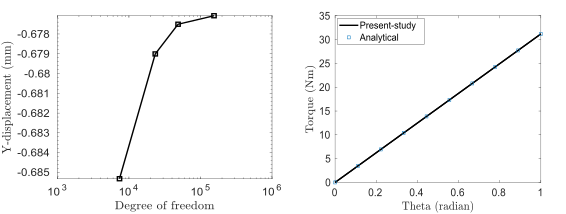 -0.678
-0.679
-0.68
-0.681
-0.682
-0.683
-0.684
-0.685
Y-displacement (mm)
10^3 10^4 10^5 10^6
Degree of freedom
35
30
25
20
15
10
5
0
Torque (Nm)
Present-study
Analytical
0 0.2 0.4 0.6 0.8 1
Theta (radian)